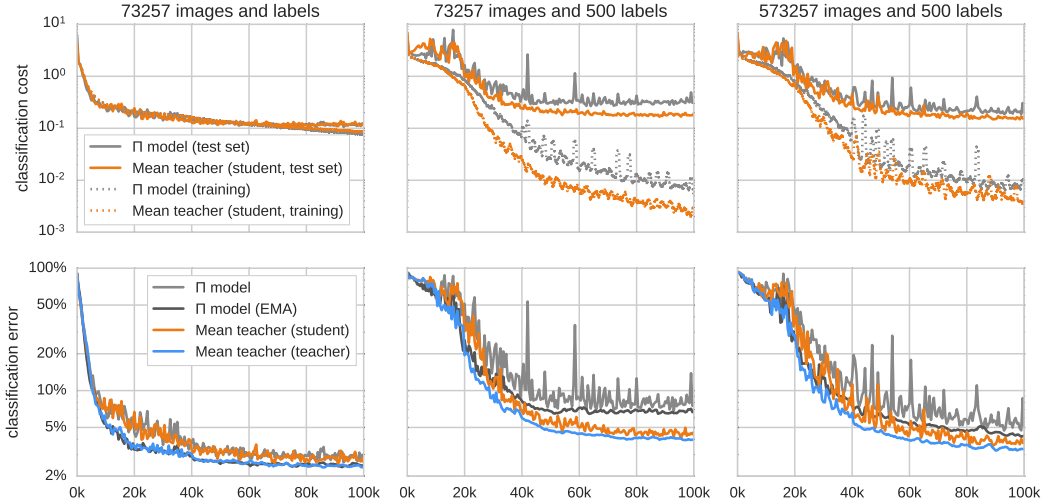 73257 images and labels
73257 images and 500 labels
573257 images and 500 labels
classification cost
10¹
10⁰
10⁻¹
10⁻²
10⁻³
Π model (test set)
Mean teacher (student, test set)
Π model (training)
Mean teacher (student, training)
classification error
100%
50%
20%
10%
5%
2%
Π model
Π model (EMA)
Mean teacher (student)
Mean teacher (teacher)
0k 20k 40k 60k 80k 100k
0k 20k 40k 60k 80k 100k
0k 20k 40k 60k 80k 100k